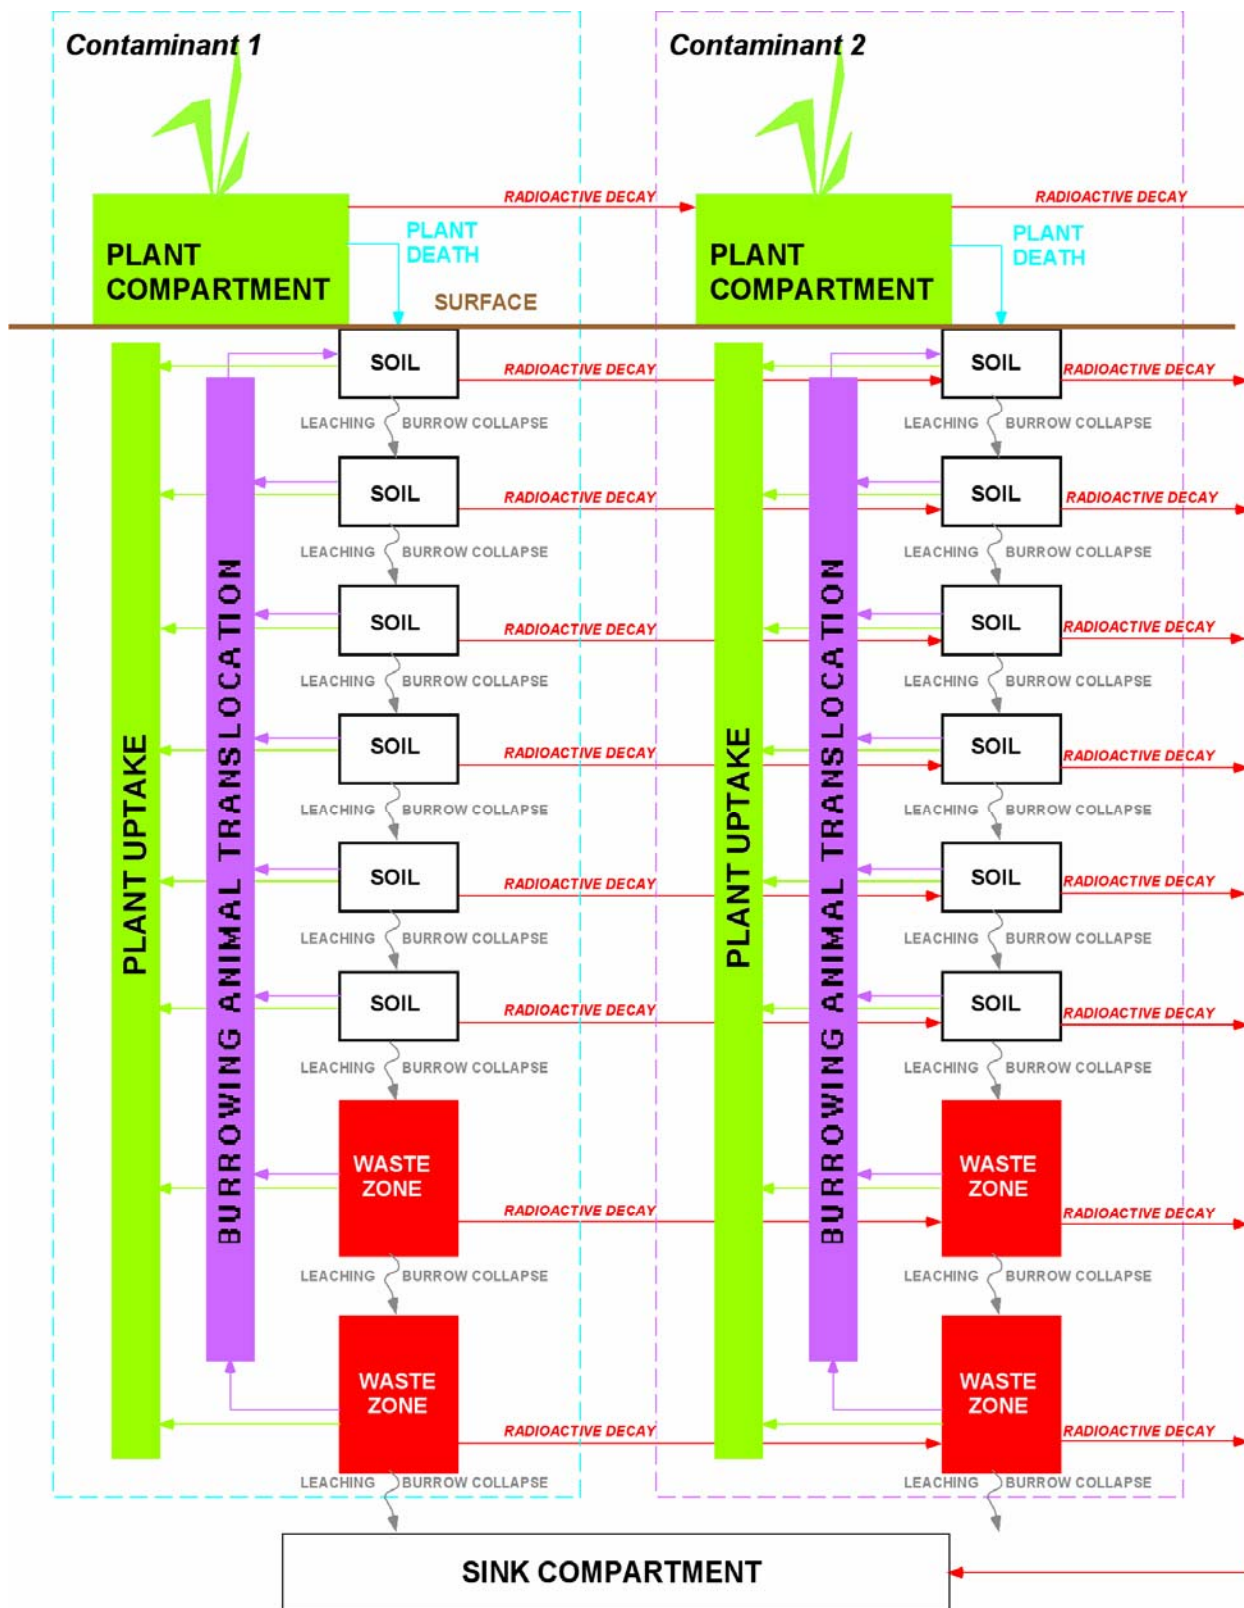 Contaminant 1
Contaminant 2
RADIOACTIVE DECAY
RADIOACTIVE DECAY
PLANT
DEATH
PLANT
DEATH
PLANT
COMPARTMENT
PLANT
COMPARTMENT
SURFACE
SOIL
RADIOACTIVE DECAY
SOIL
RADIOACTIVE DECAY
LEACHING BURROW COLLAPSE
LEACHING BURROW COLLAPSE
SOIL
RADIOACTIVE DECAY
SOIL
RADIOACTIVE DECAY
LEACHING BURROW COLLAPSE
LEACHING BURROW COLLAPSE
SOIL
RADIOACTIVE DECAY
SOIL
RADIOACTIVE DECAY
LEACHING BURROW COLLAPSE
LEACHING BURROW COLLAPSE
SOIL
RADIOACTIVE DECAY
SOIL
RADIOACTIVE DECAY
LEACHING BURROW COLLAPSE
LEACHING BURROW COLLAPSE
SOIL
RADIOACTIVE DECAY
SOIL
RADIOACTIVE DECAY
LEACHING BURROW COLLAPSE
LEACHING BURROW COLLAPSE
SOIL
RADIOACTIVE DECAY
SOIL
RADIOACTIVE DECAY
LEACHING BURROW COLLAPSE
LEACHING BURROW COLLAPSE
PLANT UPTAKE
BURROWING ANIMAL TRANSLOCATION
PLANT UPTAKE
BURROWING ANIMAL TRANSLOCATION
WASTE
ZONE
RADIOACTIVE DECAY
WASTE
ZONE
RADIOACTIVE DECAY
LEACHING BURROW COLLAPSE
LEACHING BURROW COLLAPSE
WASTE
ZONE
RADIOACTIVE DECAY
WASTE
ZONE
RADIOACTIVE DECAY
LEACHING BURROW COLLAPSE
LEACHING BURROW COLLAPSE
SINK COMPARTMENT